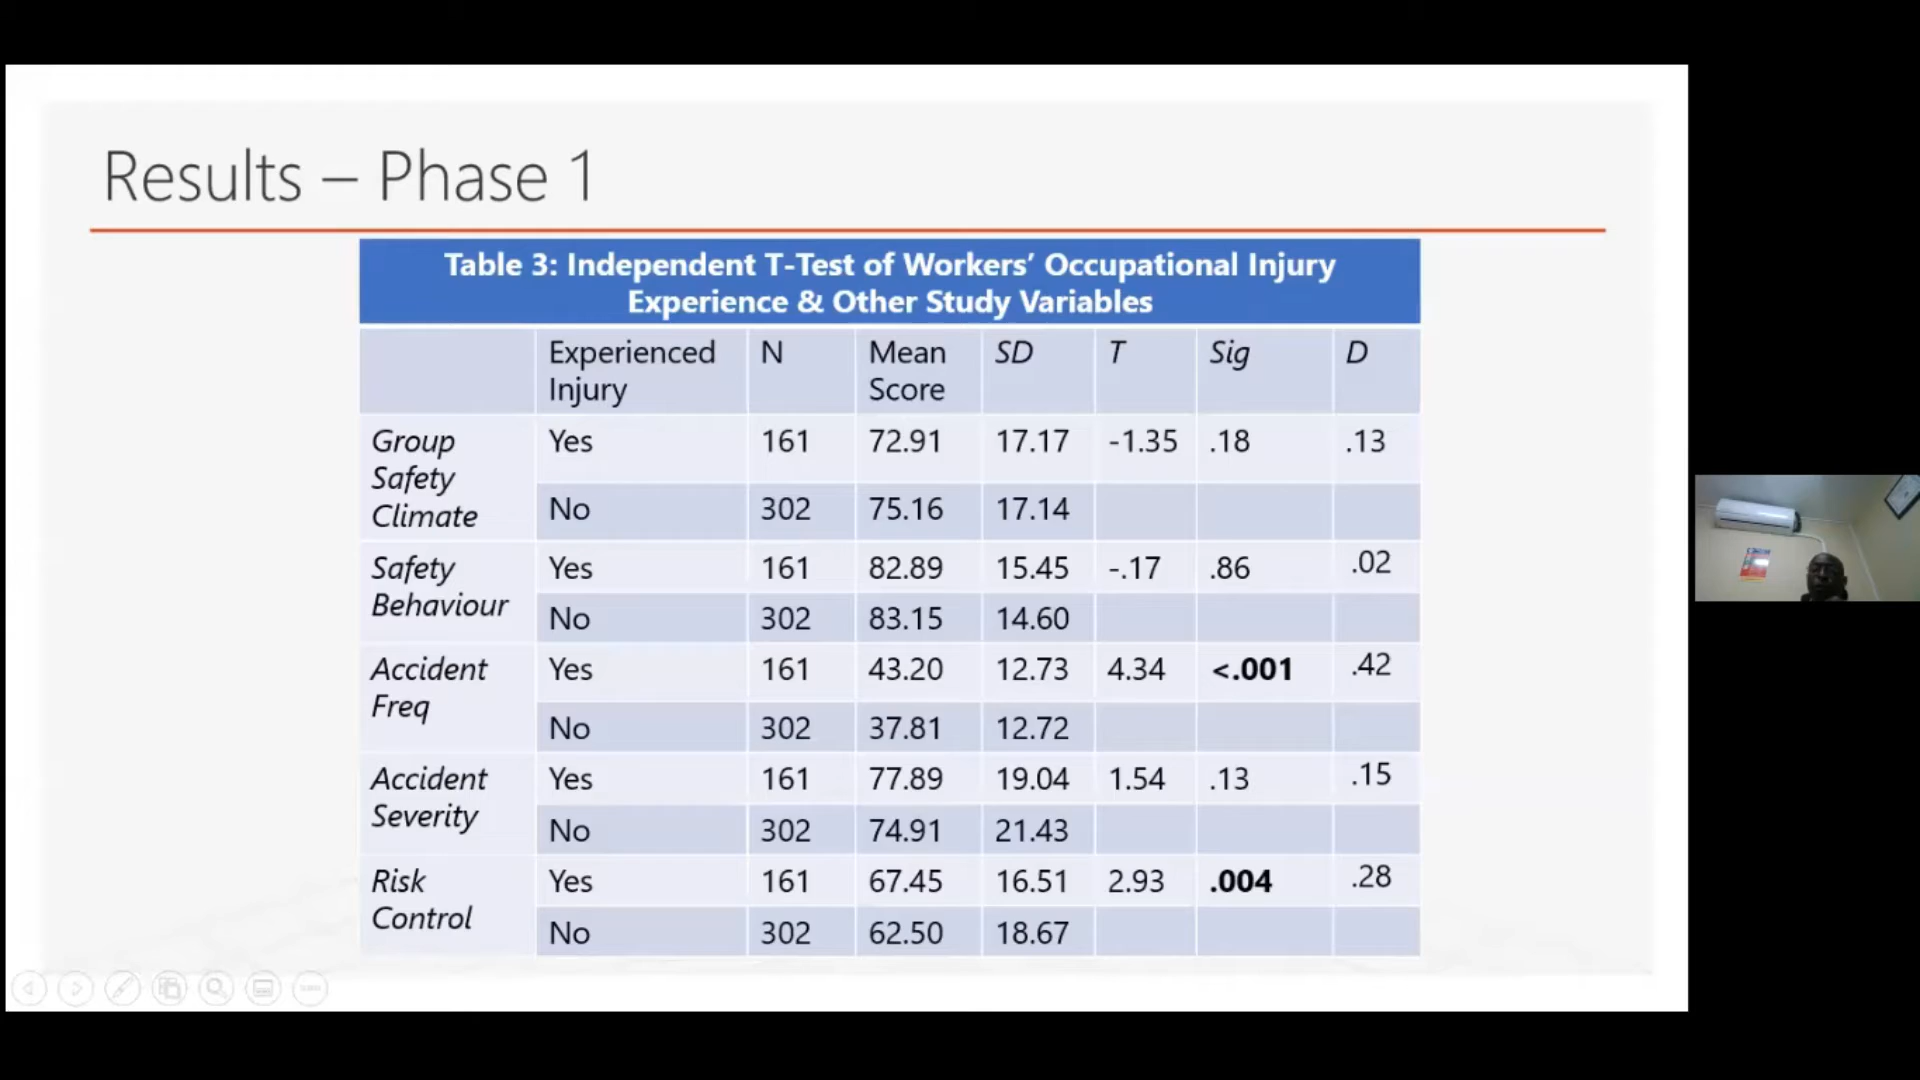 Results – Phase 1
Table 3: Independent T-Test of Workers’ Occupational Injury
Experience & Other Study Variables
Experienced Injury N Mean Score SD T Sig D
Group Safety Climate Yes 161 72.91 17.17 -1.35 .18 .13
No 302 75.16 17.14
Safety Behaviour Yes 161 82.89 15.45 -.17 .86 .02
No 302 83.15 14.60
Accident Freq Yes 161 43.20 12.73 4.34 <.001 .42
No 302 37.81 12.72
Accident Severity Yes 161 77.89 19.04 1.54 .13 .15
No 302 74.91 21.43
Risk Control Yes 161 67.45 16.51 2.93 .004 .28
No 302 62.50 18.67